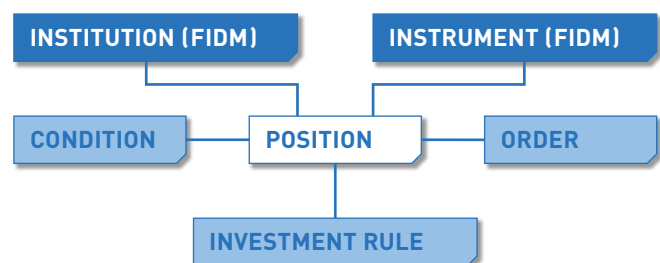 INSTITUTION (FIDM)
INSTRUMENT (FIDM)
CONDITION
POSITION
ORDER
INVESTMENT RULE